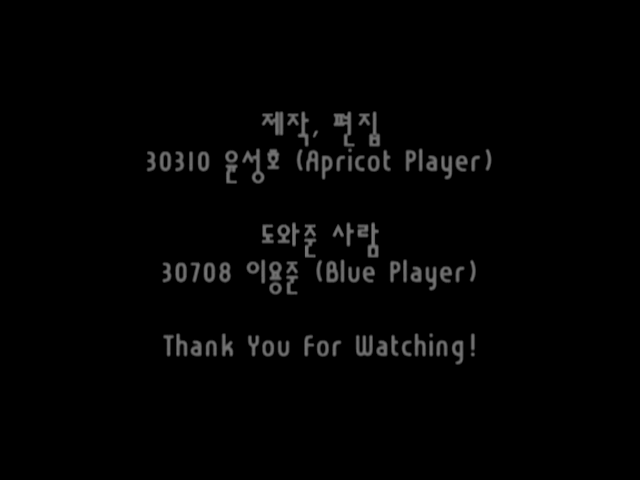 제작, 편집
30310 윤성호 (Apricot Player)
도와준 사람
30708 이용준 (Blue Player)
Thank You For Watching!